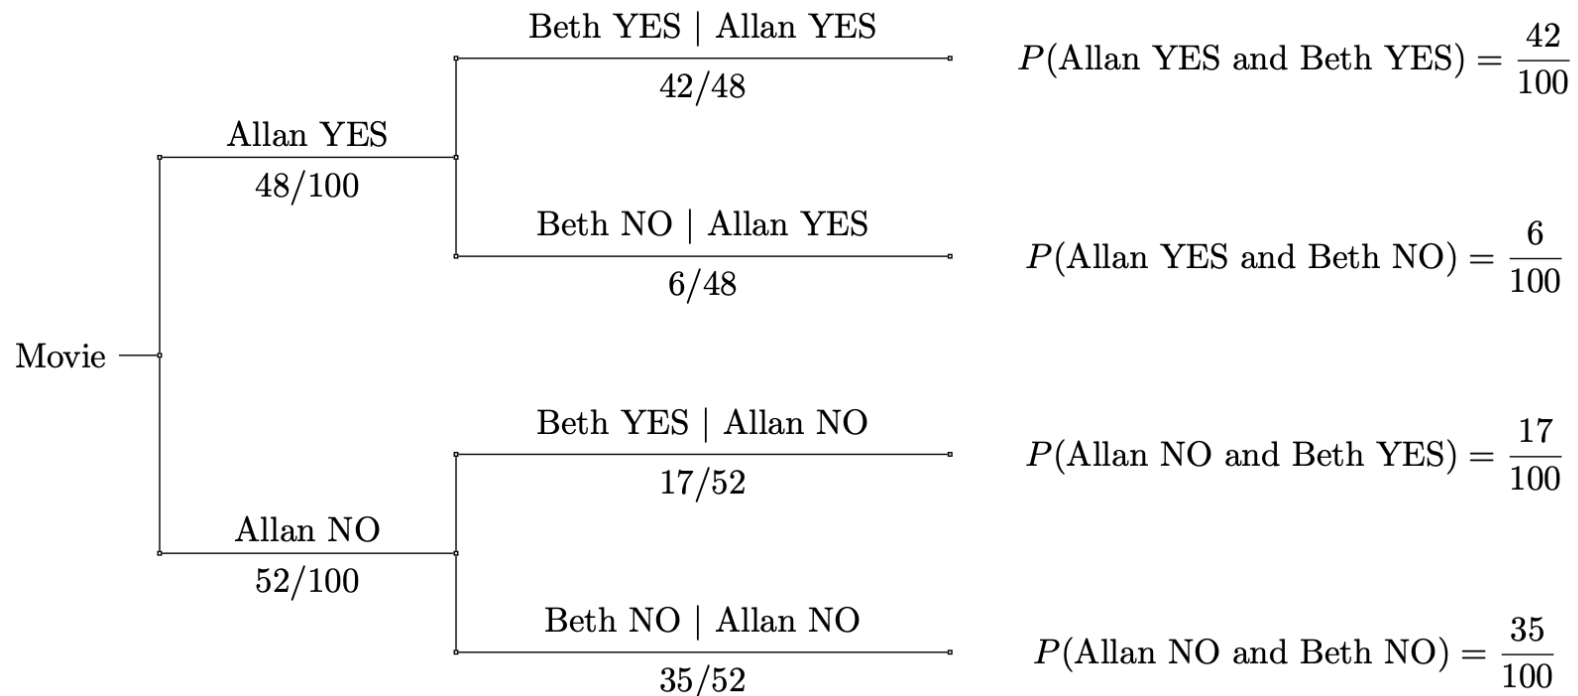 Beth YES | Allan YES
42/48
P(Allan YES and Beth YES) = 42/100
Allan YES
48/100
Beth NO | Allan YES
6/48
P(Allan YES and Beth NO) = 6/100
Movie
Beth YES | Allan NO
17/52
P(Allan NO and Beth YES) = 17/100
Allan NO
52/100
Beth NO | Allan NO
35/52
P(Allan NO and Beth NO) = 35/100